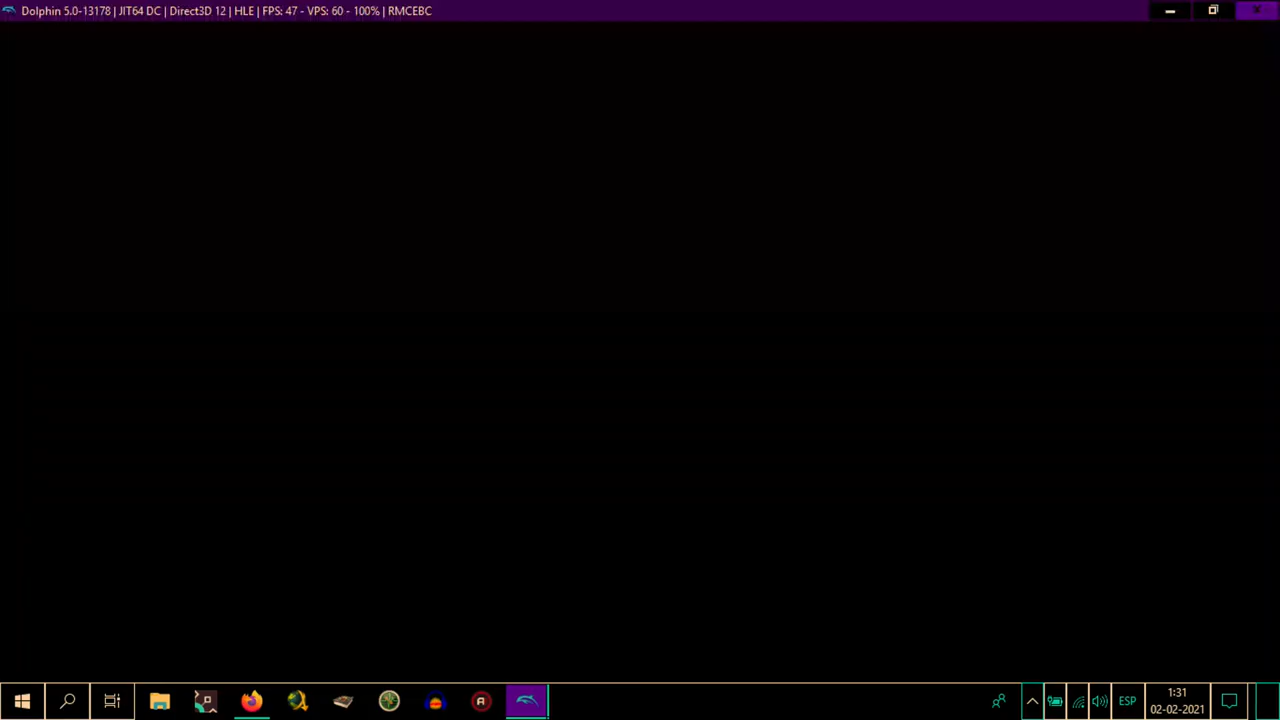 Dolphin 5.0-13178 | JIT64 DC | Direct3D 12 | HLE | FPS: 47 - VPS: 60 - 100% | RMCEBC
ESP
1:31
02-02-2021